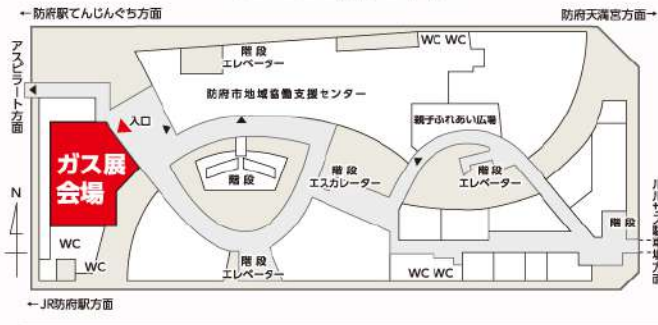 ←防府駅てんじんぐち方面
防府天満宮方面→
アスピラート方面
WC WC
階段
エレベーター
防府市地域協働支援センター
入口
親子ふれあい広場
ガス展
会場
階段
階段
エスカレーター
階段
エレベーター
N
階段
WC
WC
階段
エレベーター
WC WC
←JR防府駅方面